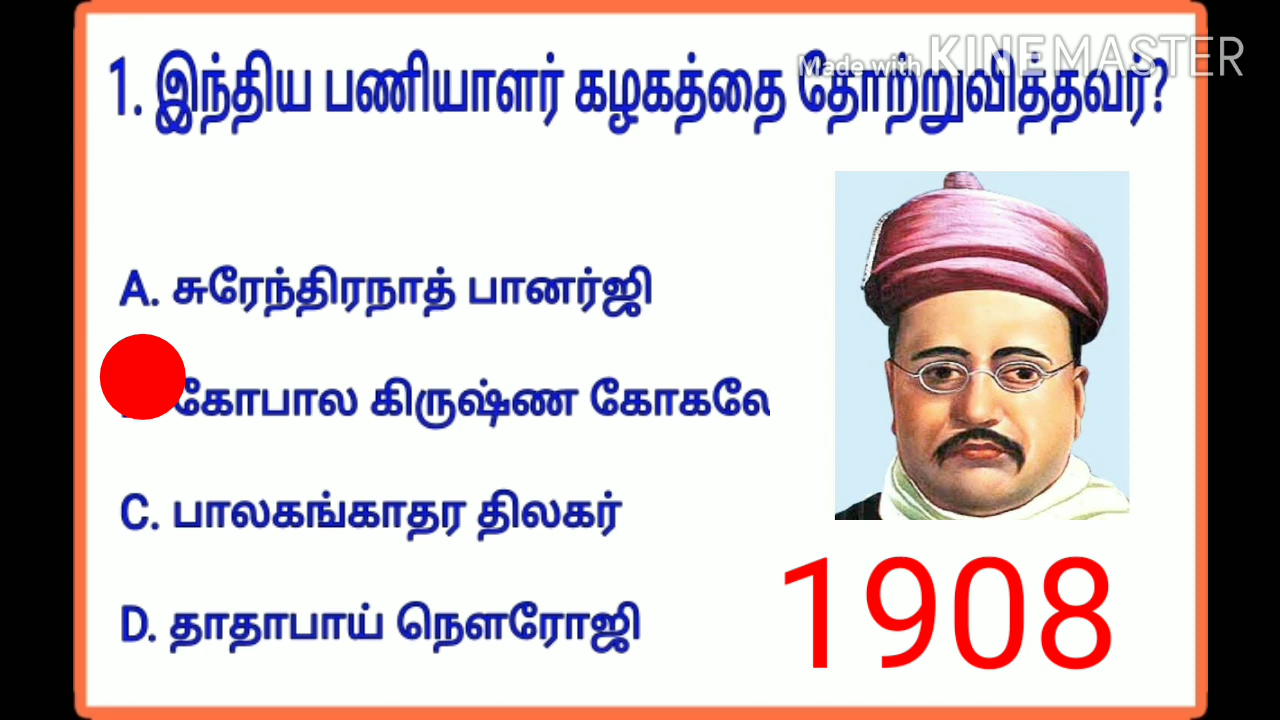 1. இந்திய பணியாளர் கழகத்தை தோற்றுவித்தவர்?
Made with KINEMASTER
A. சுரேந்திரநாத் பானர்ஜி
கோபால கிருஷ்ண கோகலே
C. பாலகங்காதர திலகர்
D. தாதாபாய் நௌரோஜி
1908